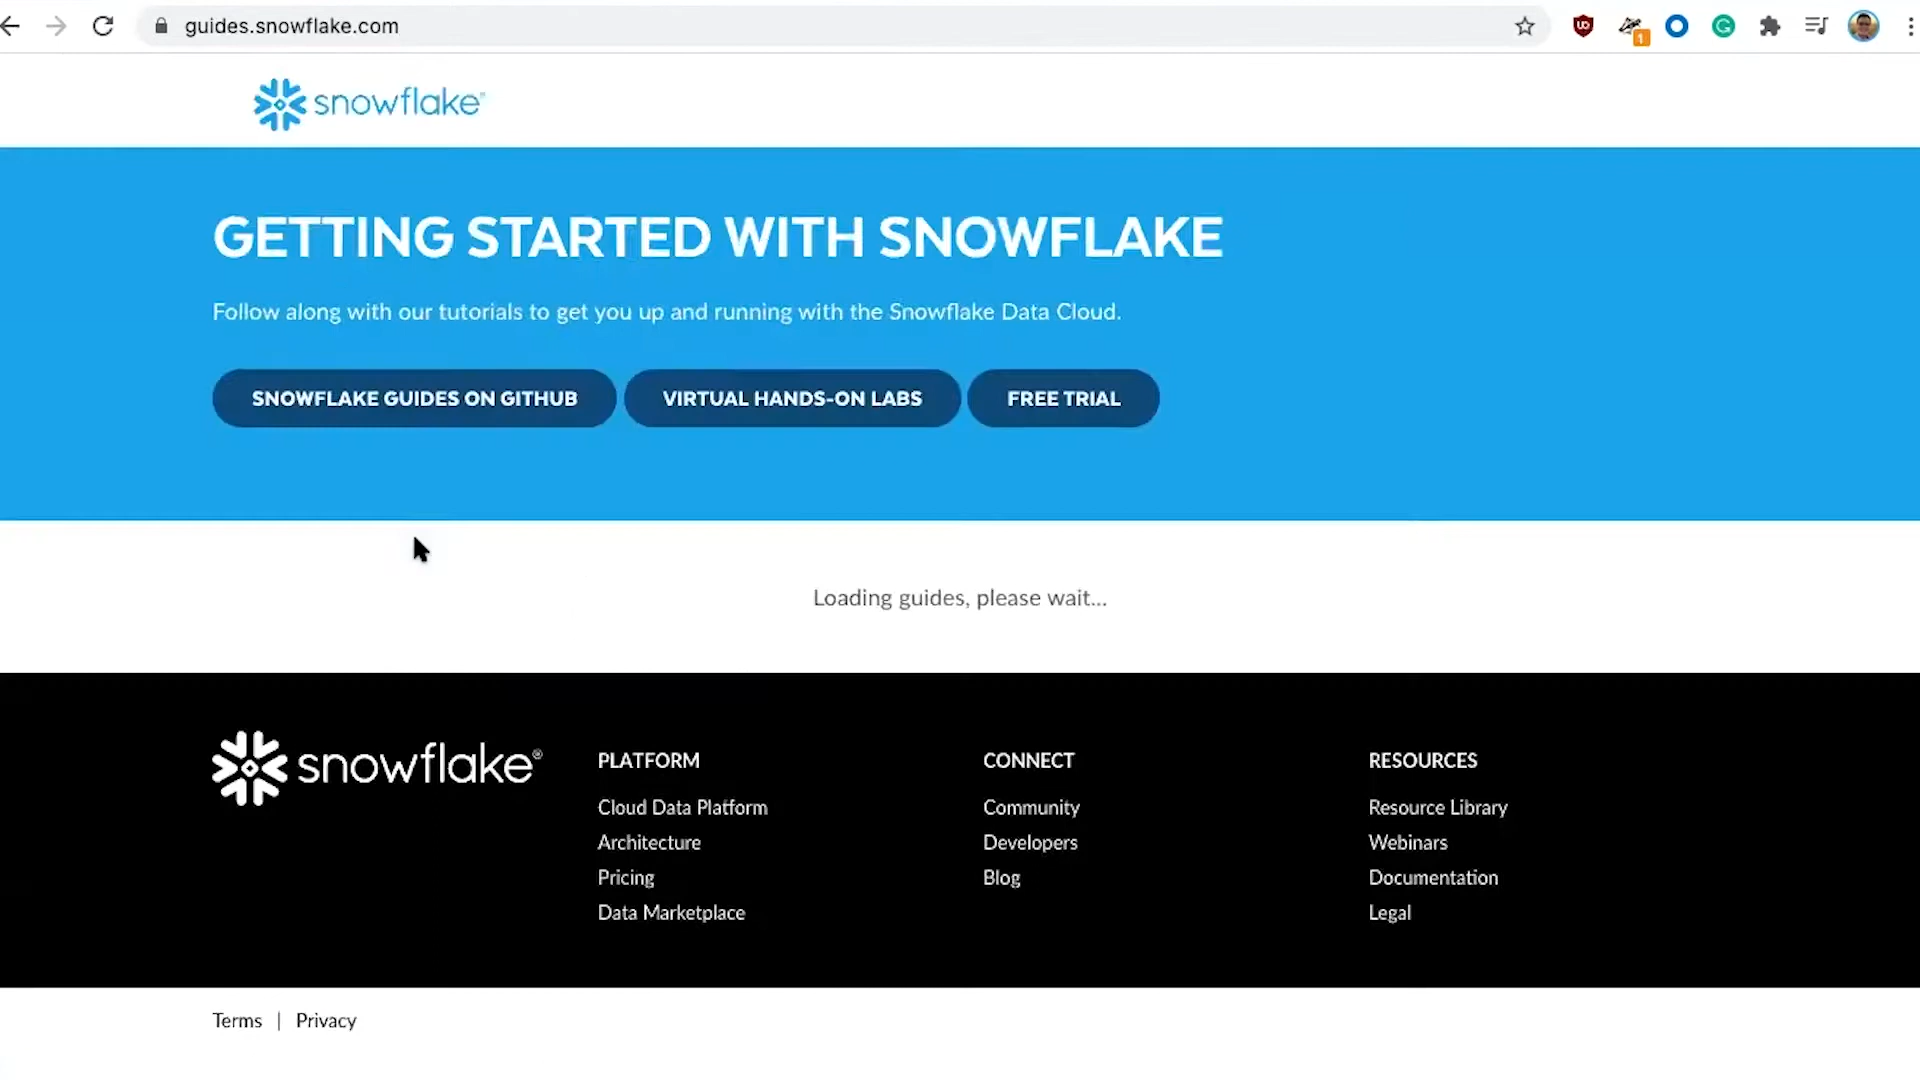 guides.snowflake.com
1
snowflake®
GETTING STARTED WITH SNOWFLAKE
Follow along with our tutorials to get you up and running with the Snowflake Data Cloud.
SNOWFLAKE GUIDES ON GITHUB
VIRTUAL HANDS-ON LABS
FREE TRIAL
Loading guides, please wait...
snowflake®
PLATFORM
Cloud Data Platform
Architecture
Pricing
Data Marketplace
CONNECT
Community
Developers
Blog
RESOURCES
Resource Library
Webinars
Documentation
Legal
Terms | Privacy